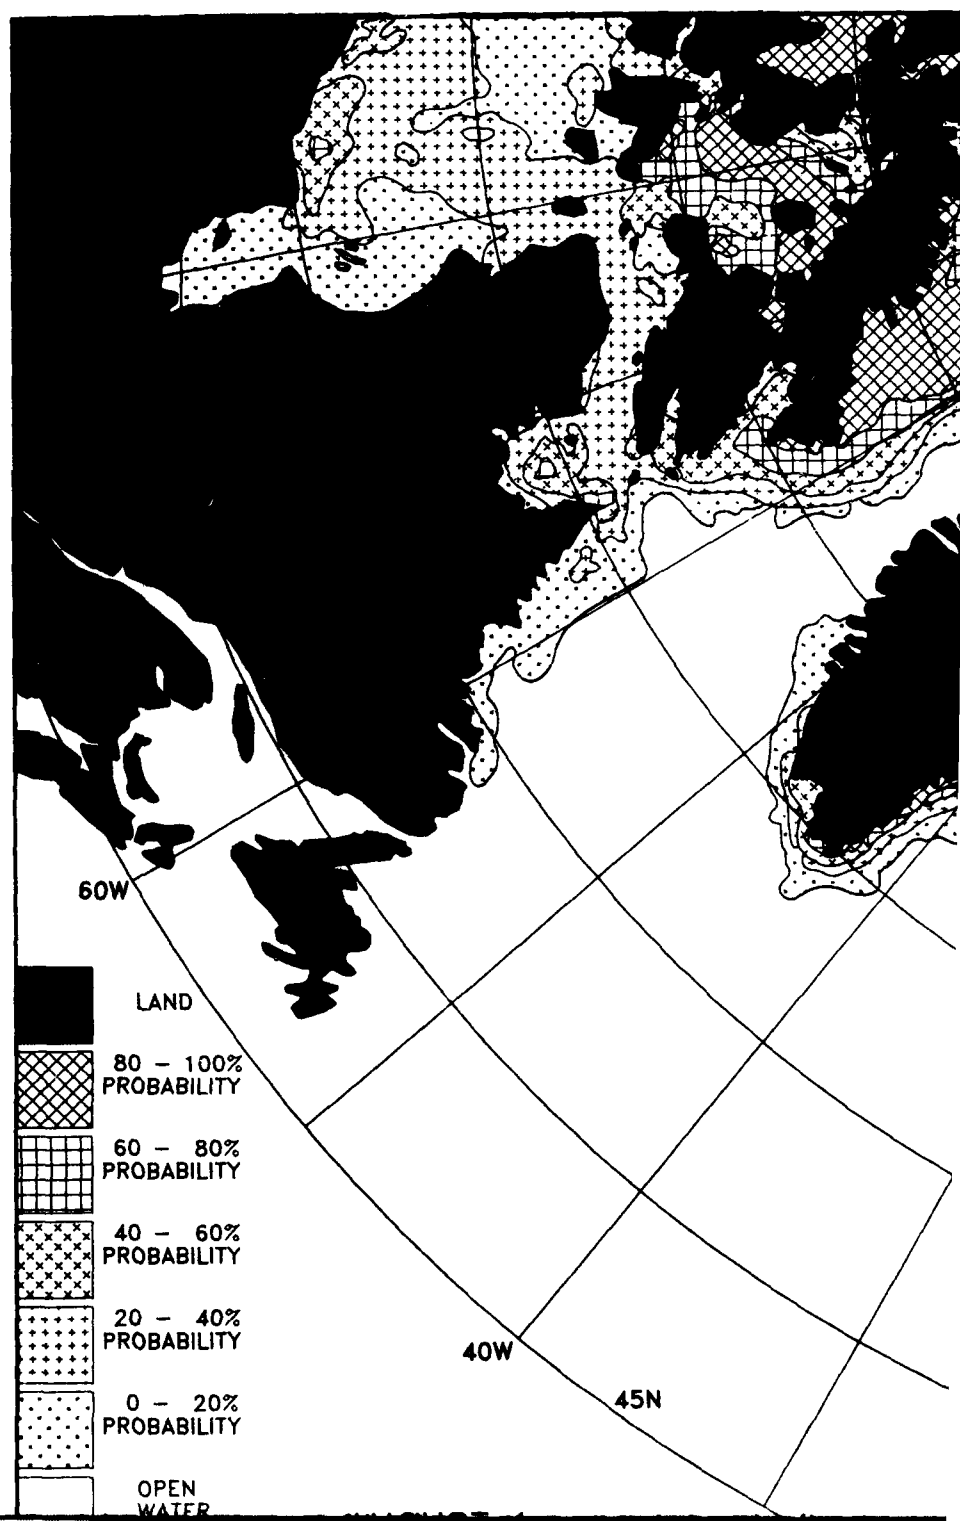 60W
LAND
80 – 100%
PROBABILITY
60 – 80%
PROBABILITY
40 – 60%
PROBABILITY
20 – 40%
PROBABILITY
40W
45N
0 – 20%
PROBABILITY
OPEN
WATER